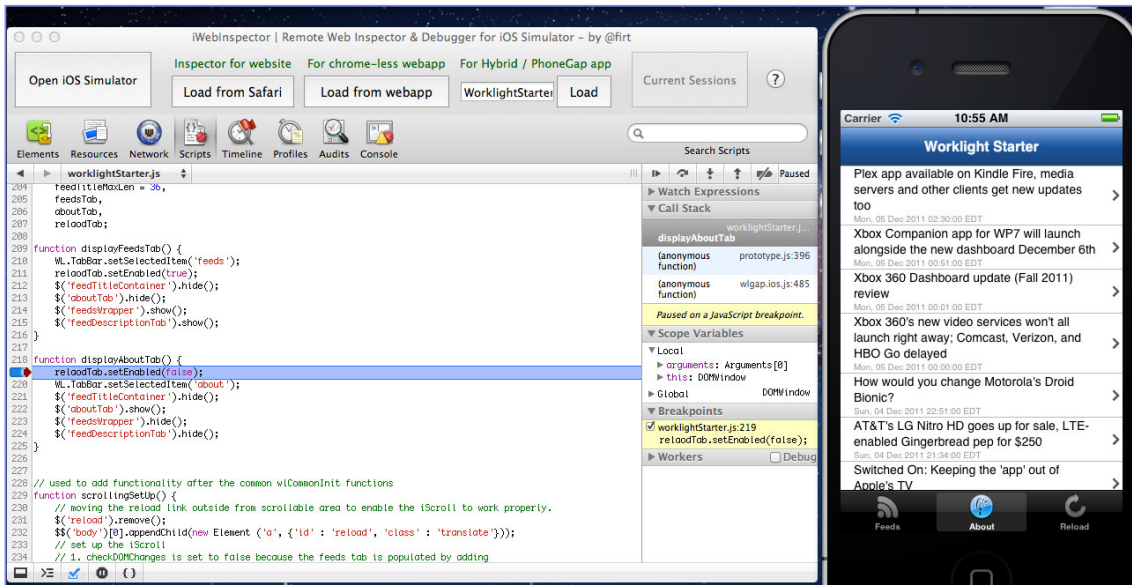 iWebInspector | Remote Web Inspector & Debugger for iOS Simulator - by @firt
Open iOS Simulator
Inspector for website
Load from Safari
For chrome-less webapp
Load from webapp
For Hybrid / PhoneGap app
WorklightStarter
Load
Current Sessions
?
Elements
Resources
Network
Scripts
Timeline
Profiles
Audits
Console
Search Scripts
worklightStarter.js
Paused
204 feedTitleMaxLen = 36,
205 feedsTab,
206 aboutTab,
207 relaodTab;
208
209 function displayFeedsTab() {
210 WL.TabBar.setSelectedItem('feeds');
211 relaodTab.setEnabled(true);
212 $('feedTitleContainer').hide();
213 $('aboutTab').hide();
214 $('feedsWrapper').show();
215 $('feedDescriptionTab').show();
216 }
217
218 function displayAboutTab() {
relaodTab.setEnabled(false);
220 WL.TabBar.setSelectedItem('about');
221 $('feedTitleContainer').hide();
222 $('aboutTab').show();
223 $('feedsWrapper').hide();
224 $('feedDescriptionTab').hide();
225 }
226
227
228 // used to add functionality after the common wlCommonInit functions
229 function scrollingSetUp() {
230 // moving the reload link outside from scrollable area to enable the iScroll to work properly.
231 $('reload').remove();
232 $$('body')[0].appendChild(new Element ('a', {'id' : 'reload', 'class' : 'translate'}));
233 // set up the iScroll
234 // 1. checkDOMChanges is set to false because the feeds tab is populated by adding
Watch Expressions
Call Stack
worklightStarter.j...
displayAboutTab
(anonymous function) prototype.js:396
(anonymous function) wlgap.ios.js:485
Paused on a JavaScript breakpoint.
Scope Variables
Local
arguments: Arguments[0]
this: DOMWindow
Global DOMWindow
Breakpoints
worklightStarter.js:219
relaodTab.setEnabled(false);
Workers
Debug
Carrier
10:55 AM
Worklight Starter
Plex app available on Kindle Fire, media
servers and other clients get new updates
too
Mon, 05 Dec 2011 02:30:00 EDT
Xbox Companion app for WP7 will launch
alongside the new dashboard December 6th
Mon, 05 Dec 2011 00:51:00 EDT
Xbox 360 Dashboard update (Fall 2011)
review
Mon, 05 Dec 2011 00:01:00 EDT
Xbox 360's new video services won't all
launch right away; Comcast, Verizon, and
HBO Go delayed
Mon, 05 Dec 2011 00:00:00 EDT
How would you change Motorola's Droid
Bionic?
Sun, 04 Dec 2011 22:51:00 EDT
AT&T's LG Nitro HD goes up for sale, LTE-
enabled Gingerbread pep for $250
Sun, 04 Dec 2011 21:34:00 EDT
Switched On: Keeping the 'app' out of
Apple's TV
Feeds
About
Reload